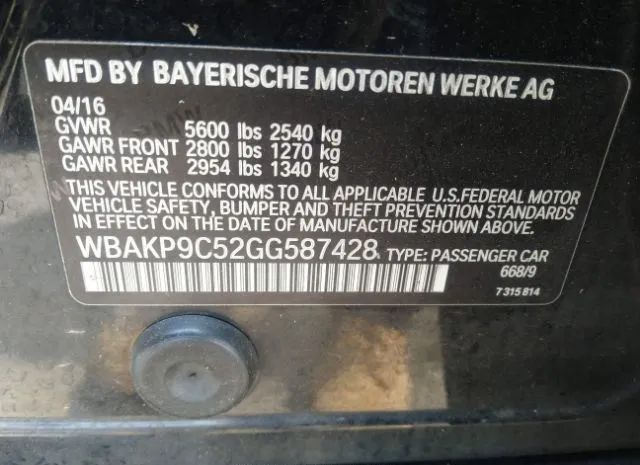 MFD BY BAYERISCHE MOTOREN WERKE AG
04/16
GVWR 5600 lbs 2540 kg
GAWR FRONT 2800 lbs 1270 kg
GAWR REAR 2954 lbs 1340 kg
THIS VEHICLE CONFORMS TO ALL APPLICABLE U.S.FEDERAL MOTOR
VEHICLE SAFETY, BUMPER AND THEFT PREVENTION STANDARDS
IN EFFECT ON THE DATE OF MANUFACTURE SHOWN ABOVE.
WBAKP9C52GG587428 TYPE: PASSENGER CAR
668/9
7 315 814